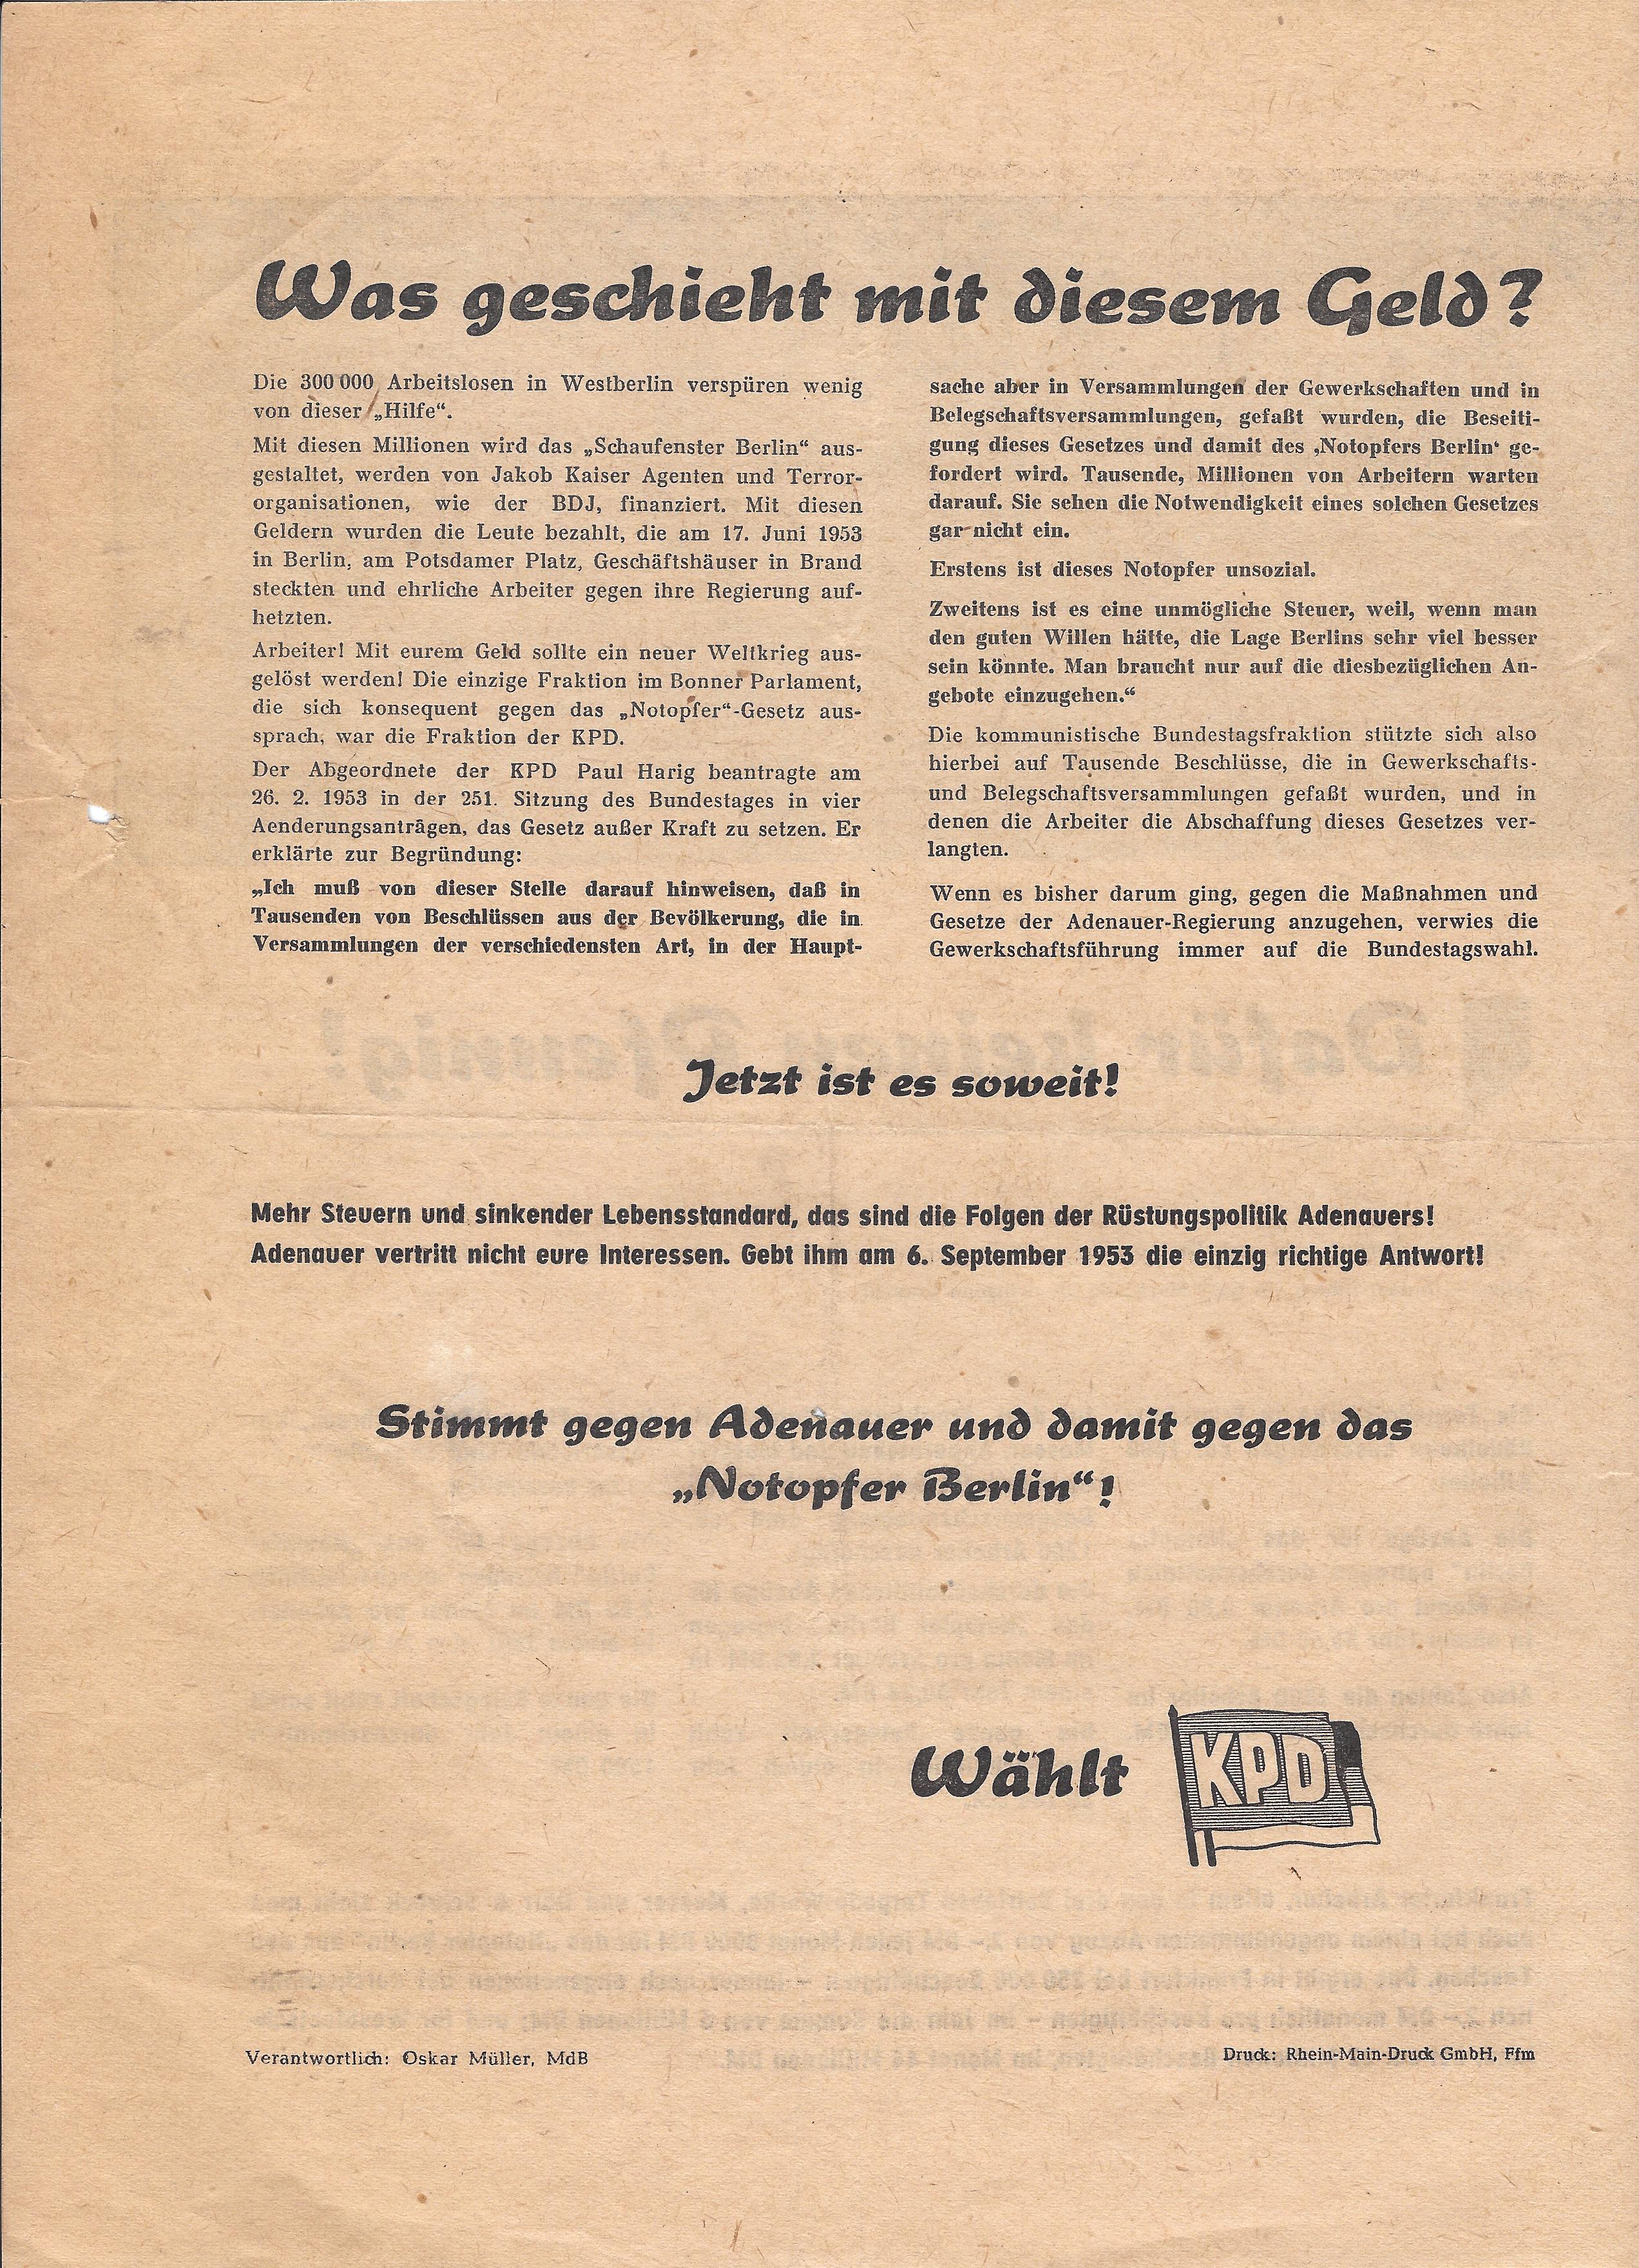 Was geschieht mit diesem Geld?
Die 300 000 Arbeitslosen in Westberlin verspüren wenig
von dieser „Hilfe“.
Mit diesen Millionen wird das „Schaufenster Berlin“ aus-
gestaltet, werden von Jakob Kaiser Agenten und Terror-
organisationen, wie der BDJ, finanziert. Mit diesen
Geldern wurden die Leute bezahlt, die am 17. Juni 1953
in Berlin, am Potsdamer Platz, Geschäftshäuser in Brand
steckten und ehrliche Arbeiter gegen ihre Regierung auf-
hetzten.
Arbeiter! Mit eurem Geld sollte ein neuer Weltkrieg aus-
gelöst werden! Die einzige Fraktion im Bonner Parlament,
die sich konsequent gegen das „Notopfer“-Gesetz aus-
sprach, war die Fraktion der KPD.
Der Abgeordnete der KPD Paul Harig beantragte am
26. 2. 1953 in der 251. Sitzung des Bundestages in vier
Aenderungsanträgen, das Gesetz außer Kraft zu setzen. Er
erklärte zur Begründung:
„Ich muß von dieser Stelle darauf hinweisen, daß in
Tausenden von Beschlüssen aus der Bevölkerung, die in
Versammlungen der verschiedensten Art, in der Haupt-
sache aber in Versammlungen der Gewerkschaften und in
Belegschaftsversammlungen, gefaßt wurden, die Beseiti-
gung dieses Gesetzes und damit des ‚Notopfers Berlin‘ ge-
fordert wird. Tausende, Millionen von Arbeitern warten
darauf. Sie sehen die Notwendigkeit eines solchen Gesetzes
gar nicht ein.
Erstens ist dieses Notopfer unsozial.
Zweitens ist es eine unmögliche Steuer, weil, wenn man
den guten Willen hätte, die Lage Berlins sehr viel besser
sein könnte. Man braucht nur auf die diesbezüglichen An-
gebote einzugehen.“
Die kommunistische Bundestagsfraktion stützte sich also
hierbei auf Tausende Beschlüsse, die in Gewerkschafts-
und Belegschaftsversammlungen gefaßt wurden, und in
denen die Arbeiter die Abschaffung dieses Gesetzes ver-
langten.
Wenn es bisher darum ging, gegen die Maßnahmen und
Gesetze der Adenauer-Regierung anzugehen, verwies die
Gewerkschaftsführung immer auf die Bundestagswahl.
Jetzt ist es soweit!
Mehr Steuern und sinkender Lebensstandard, das sind die Folgen der Rüstungspolitik Adenauers!
Adenauer vertritt nicht eure Interessen. Gebt ihm am 6. September 1953 die einzig richtige Antwort!
Stimmt gegen Adenauer und damit gegen das
„Notopfer Berlin“!
Wählt KPD
Verantwortlich: Oskar Müller, MdB
Druck: Rhein-Main-Druck GmbH, Ffm